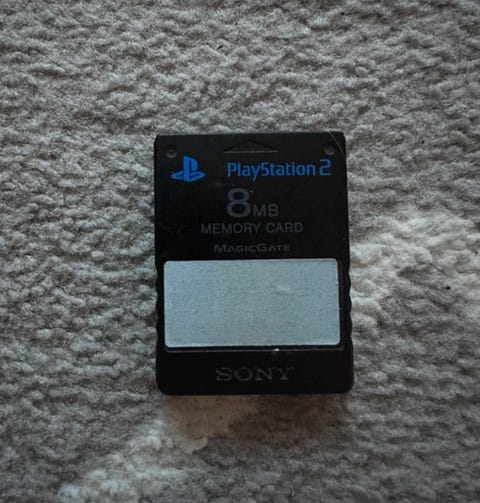 PlayStation 2
8MB
MEMORY CARD
MAGICGATE
SONY